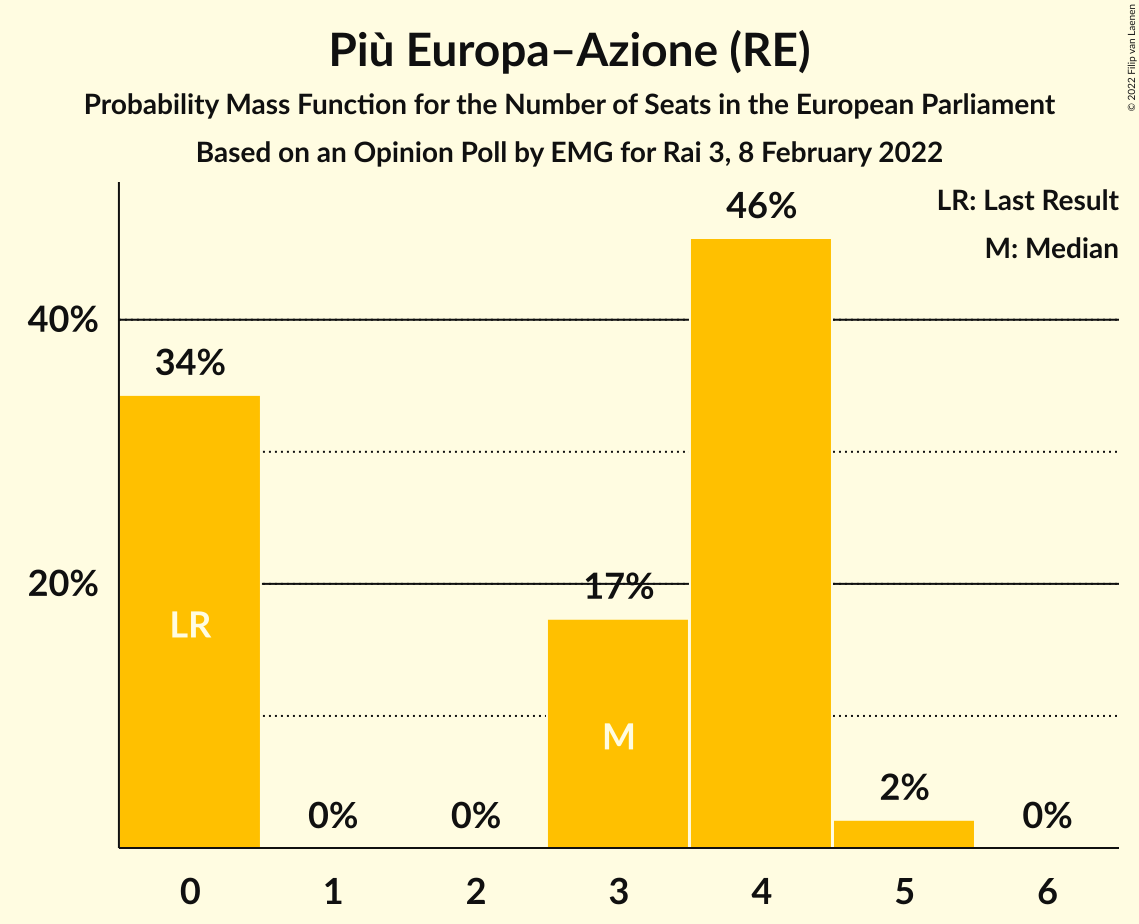 Più Europa–Azione (RE)
Probability Mass Function for the Number of Seats in the European Parliament
Based on an Opinion Poll by EMG for Rai 3, 8 February 2022
© 2022 Filip van Laenen
LR: Last Result
M: Median
40%
20%
34%
0%
0%
17%
46%
2%
0%
LR
M
0 1 2 3 4 5 6